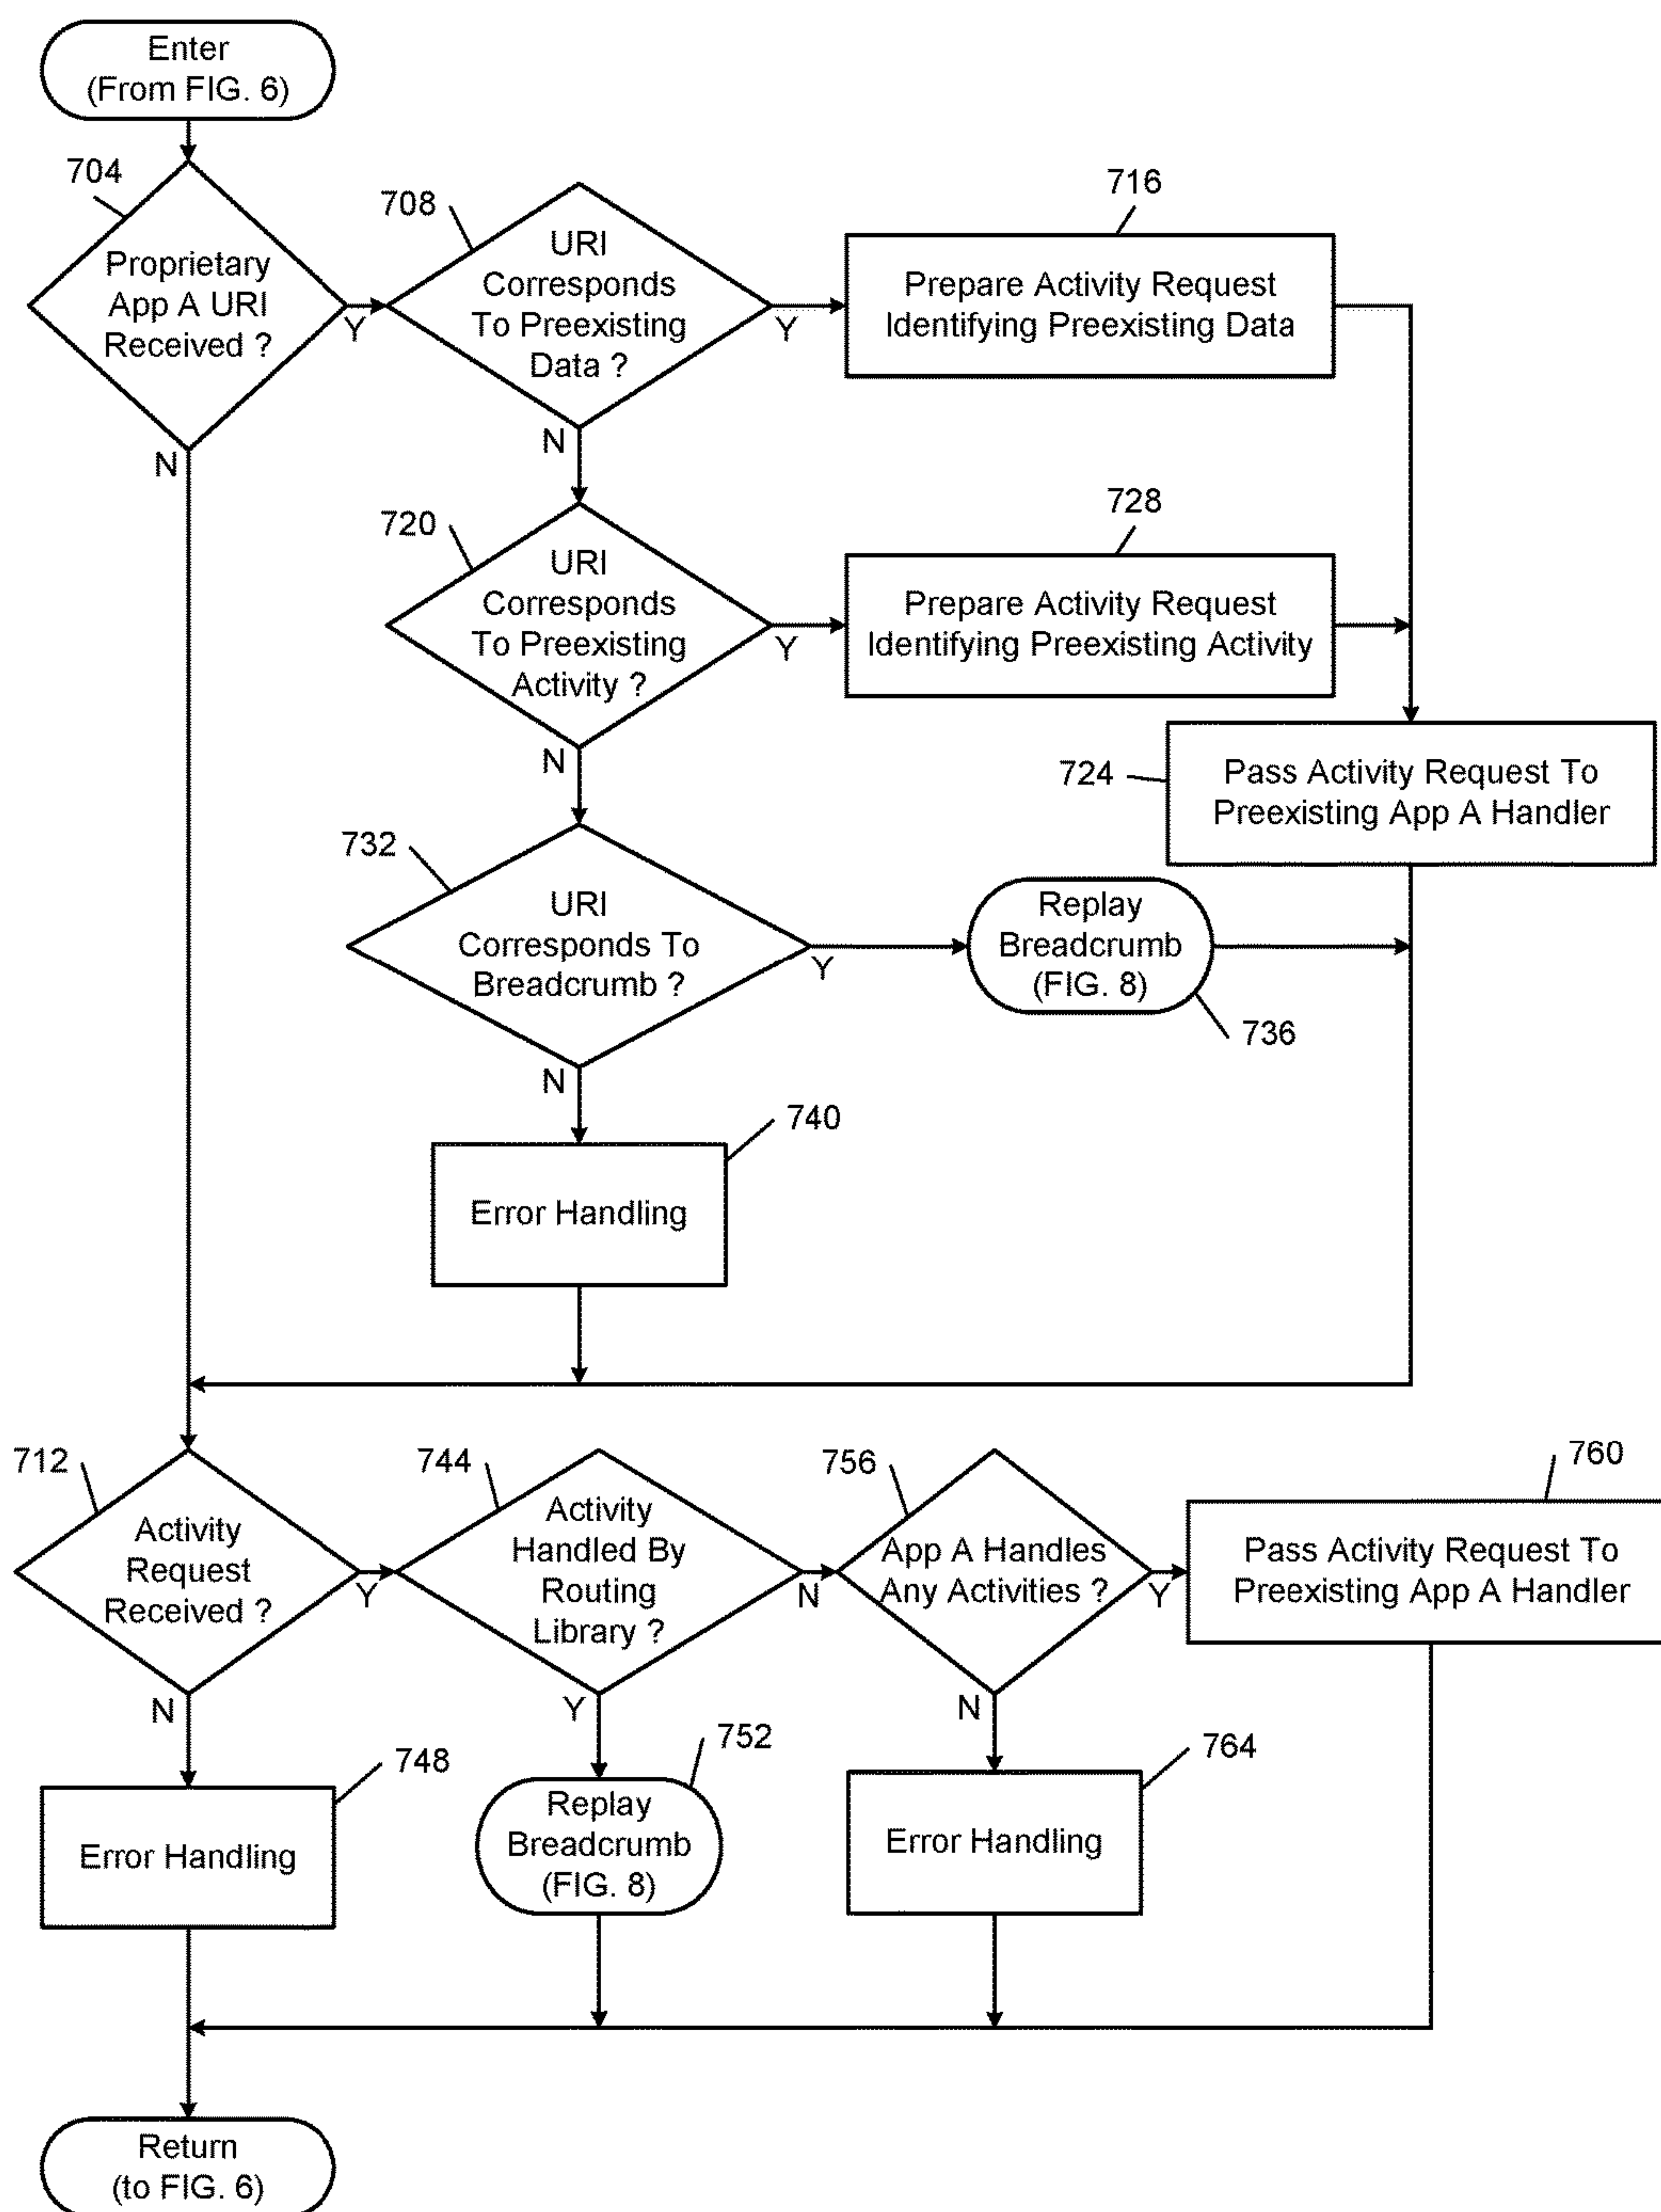 Enter
(From FIG. 6)
704
Proprietary
App A URI
Received ?
Y
N
708
URI
Corresponds
To Preexisting
Data ?
Y
N
716
Prepare Activity Request
Identifying Preexisting Data
720
URI
Corresponds
To Preexisting
Activity ?
Y
N
728
Prepare Activity Request
Identifying Preexisting Activity
724
Pass Activity Request To
Preexisting App A Handler
732
URI
Corresponds To
Breadcrumb ?
Y
N
Replay
Breadcrumb
(FIG. 8)
736
740
Error Handling
712
Activity
Request
Received ?
Y
N
744
Activity
Handled By
Routing
Library ?
N
Y
756
App A Handles
Any Activities ?
Y
N
760
Pass Activity Request To
Preexisting App A Handler
748
Error Handling
752
Replay
Breadcrumb
(FIG. 8)
764
Error Handling
Return
(to FIG. 6)